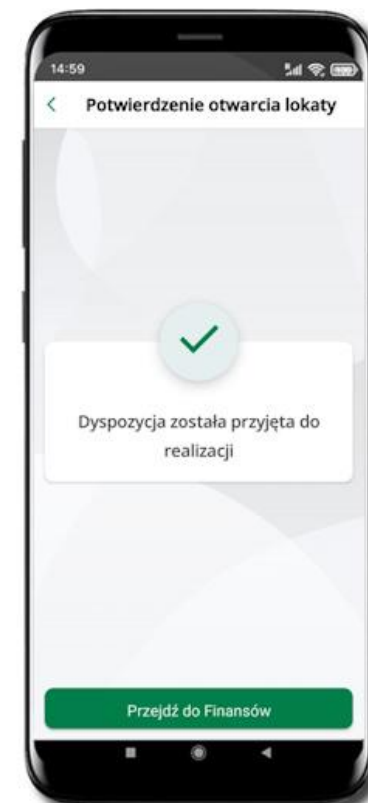 14:59
Potwierdzenie otwarcia lokaty
Dyspozycja została przyjęta do
realizacji
Przejdź do Finansów